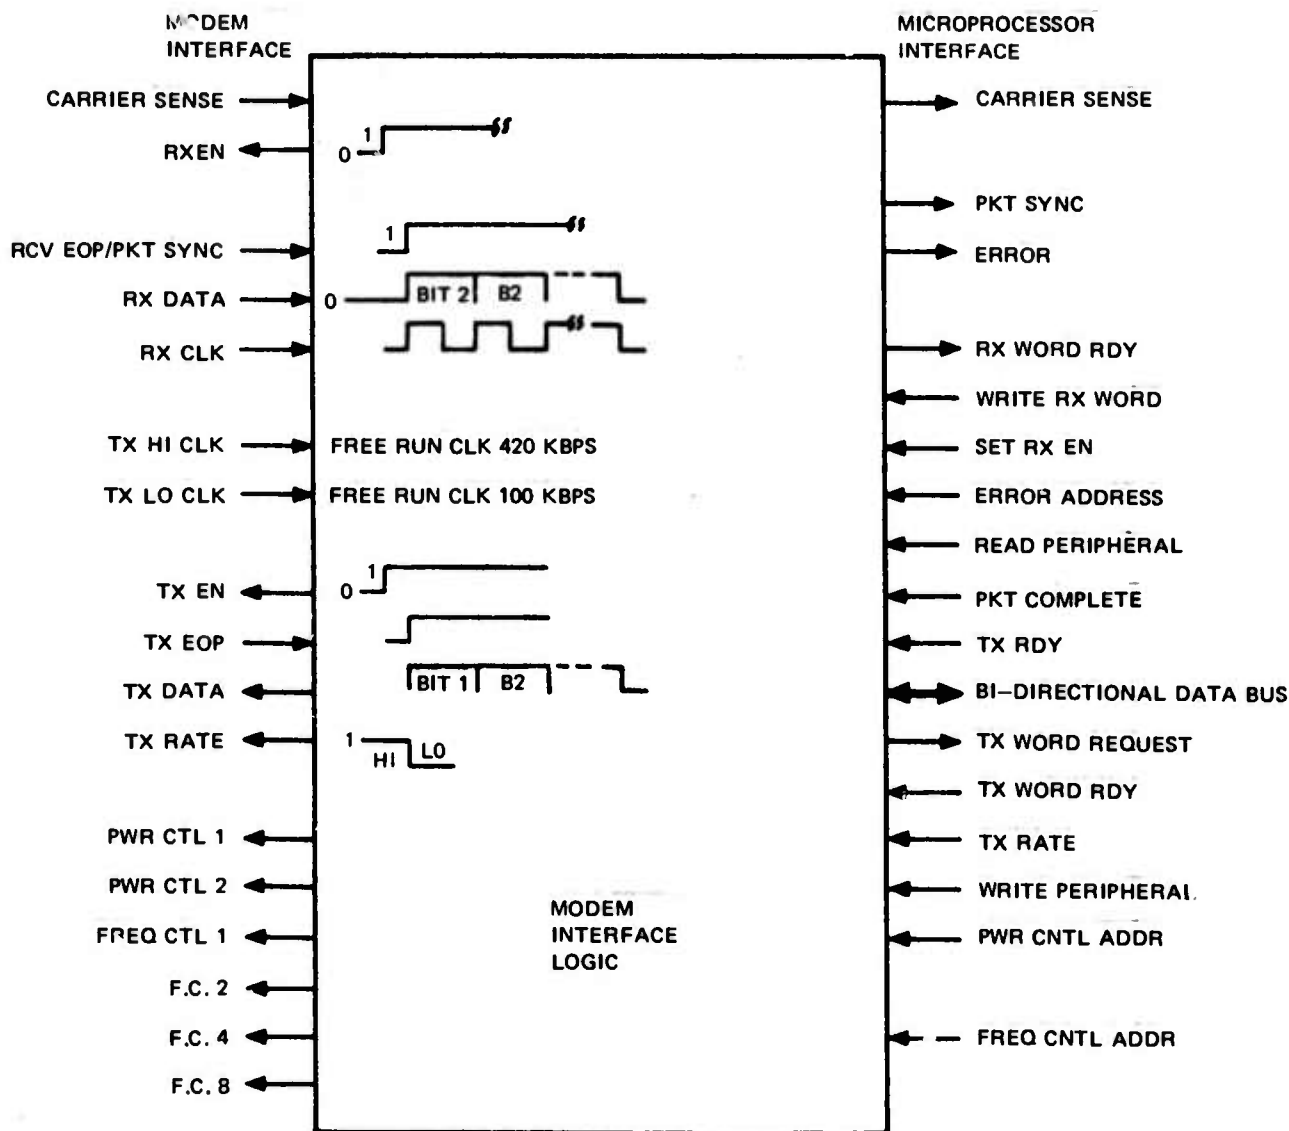 MODEM
INTERFACE
MICROPROCESSOR
INTERFACE
CARRIER SENSE
CARRIER SENSE
RXEN
0 1
PKT SYNC
RCV EOP/PKT SYNC
1
ERROR
RX DATA
0 BIT 2 B2
RX CLK
RX WORD RDY
WRITE RX WORD
TX HI CLK
FREE RUN CLK 420 KBPS
SET RX EN
TX LO CLK
FREE RUN CLK 100 KBPS
ERROR ADDRESS
READ PERIPHERAL
TX EN
0 1
PKT COMPLETE
TX EOP
TX RDY
TX DATA
BIT 1 B2
BI-DIRECTIONAL DATA BUS
TX RATE
1 HI LO
TX WORD REQUEST
TX WORD RDY
PWR CTL 1
TX RATE
PWR CTL 2
WRITE PERIPHERAL
FREQ CTL 1
MODEM
INTERFACE
LOGIC
PWR CNTL ADDR
F.C. 2
F.C. 4
FREQ CNTL ADDR
F.C. 8